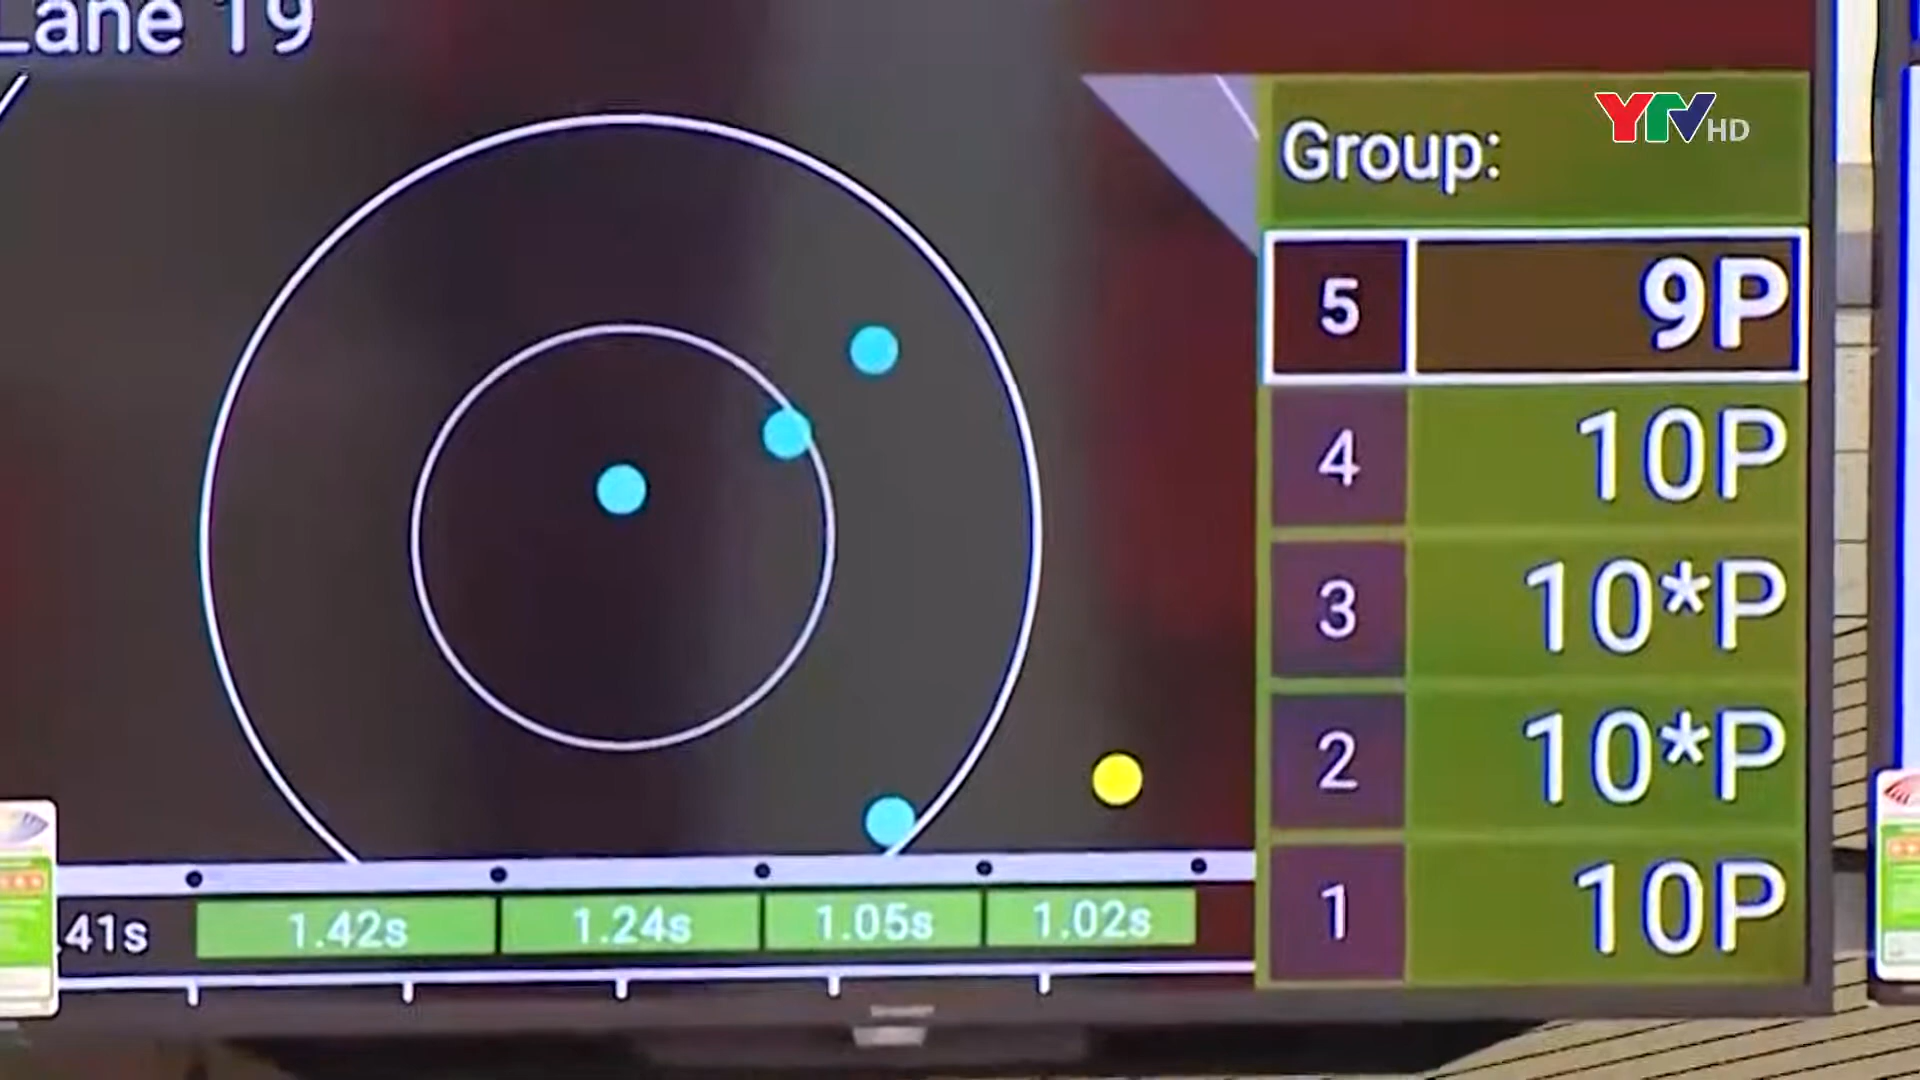 Lane 19
YTV HD
Group:
5 9P
4 10P
3 10*P
2 10*P
1 10P
.41s 1.42s 1.24s 1.05s 1.02s